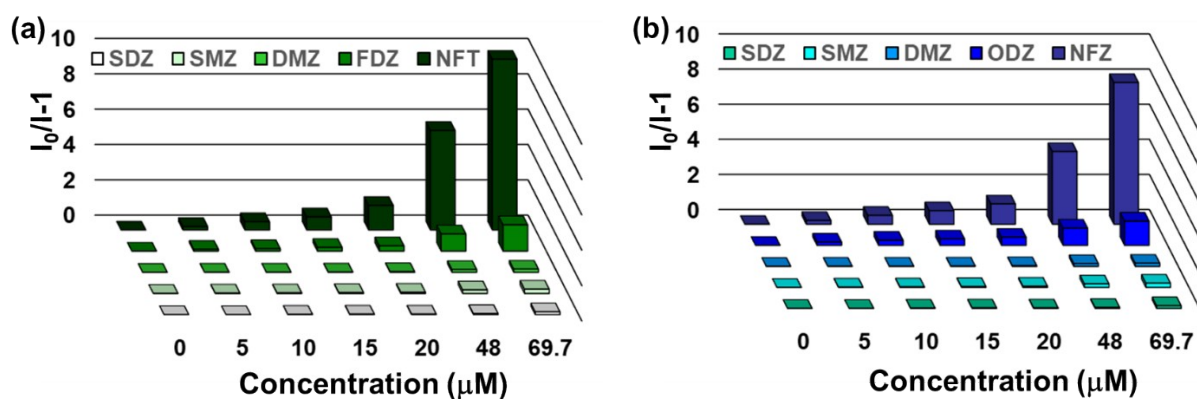 (a)
10
8
6
4
2
0
I0/I-1
SDZ SMZ DMZ FDZ NFT
0 5 10 15 20 48 69.7
Concentration (μM)
(b)
10
8
6
4
2
0
I0/I-1
SDZ SMZ DMZ ODZ NFZ
0 5 10 15 20 48 69.7
Concentration (μM)